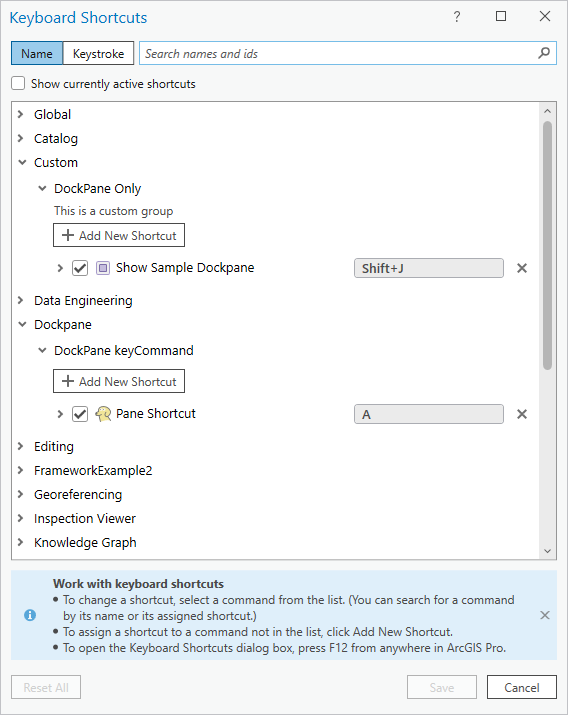 Keyboard Shortcuts
?
Name
Keystroke
Search names and ids
Show currently active shortcuts
Global
Catalog
Custom
DockPane Only
This is a custom group
Add New Shortcut
Show Sample Dockpane
Shift+J
Data Engineering
Dockpane
DockPane keyCommand
Add New Shortcut
Pane Shortcut
A
Editing
FrameworkExample2
Georeferencing
Inspection Viewer
Knowledge Graph
Work with keyboard shortcuts
• To change a shortcut, select a command from the list. (You can search for a command
by its name or its assigned shortcut.)
• To assign a shortcut to a command not in the list, click Add New Shortcut.
• To open the Keyboard Shortcuts dialog box, press F12 from anywhere in ArcGIS Pro.
Reset All
Save
Cancel